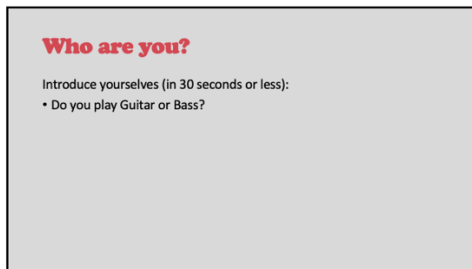 Who are you?
Introduce yourselves (in 30 seconds or less):
• Do you play Guitar or Bass?